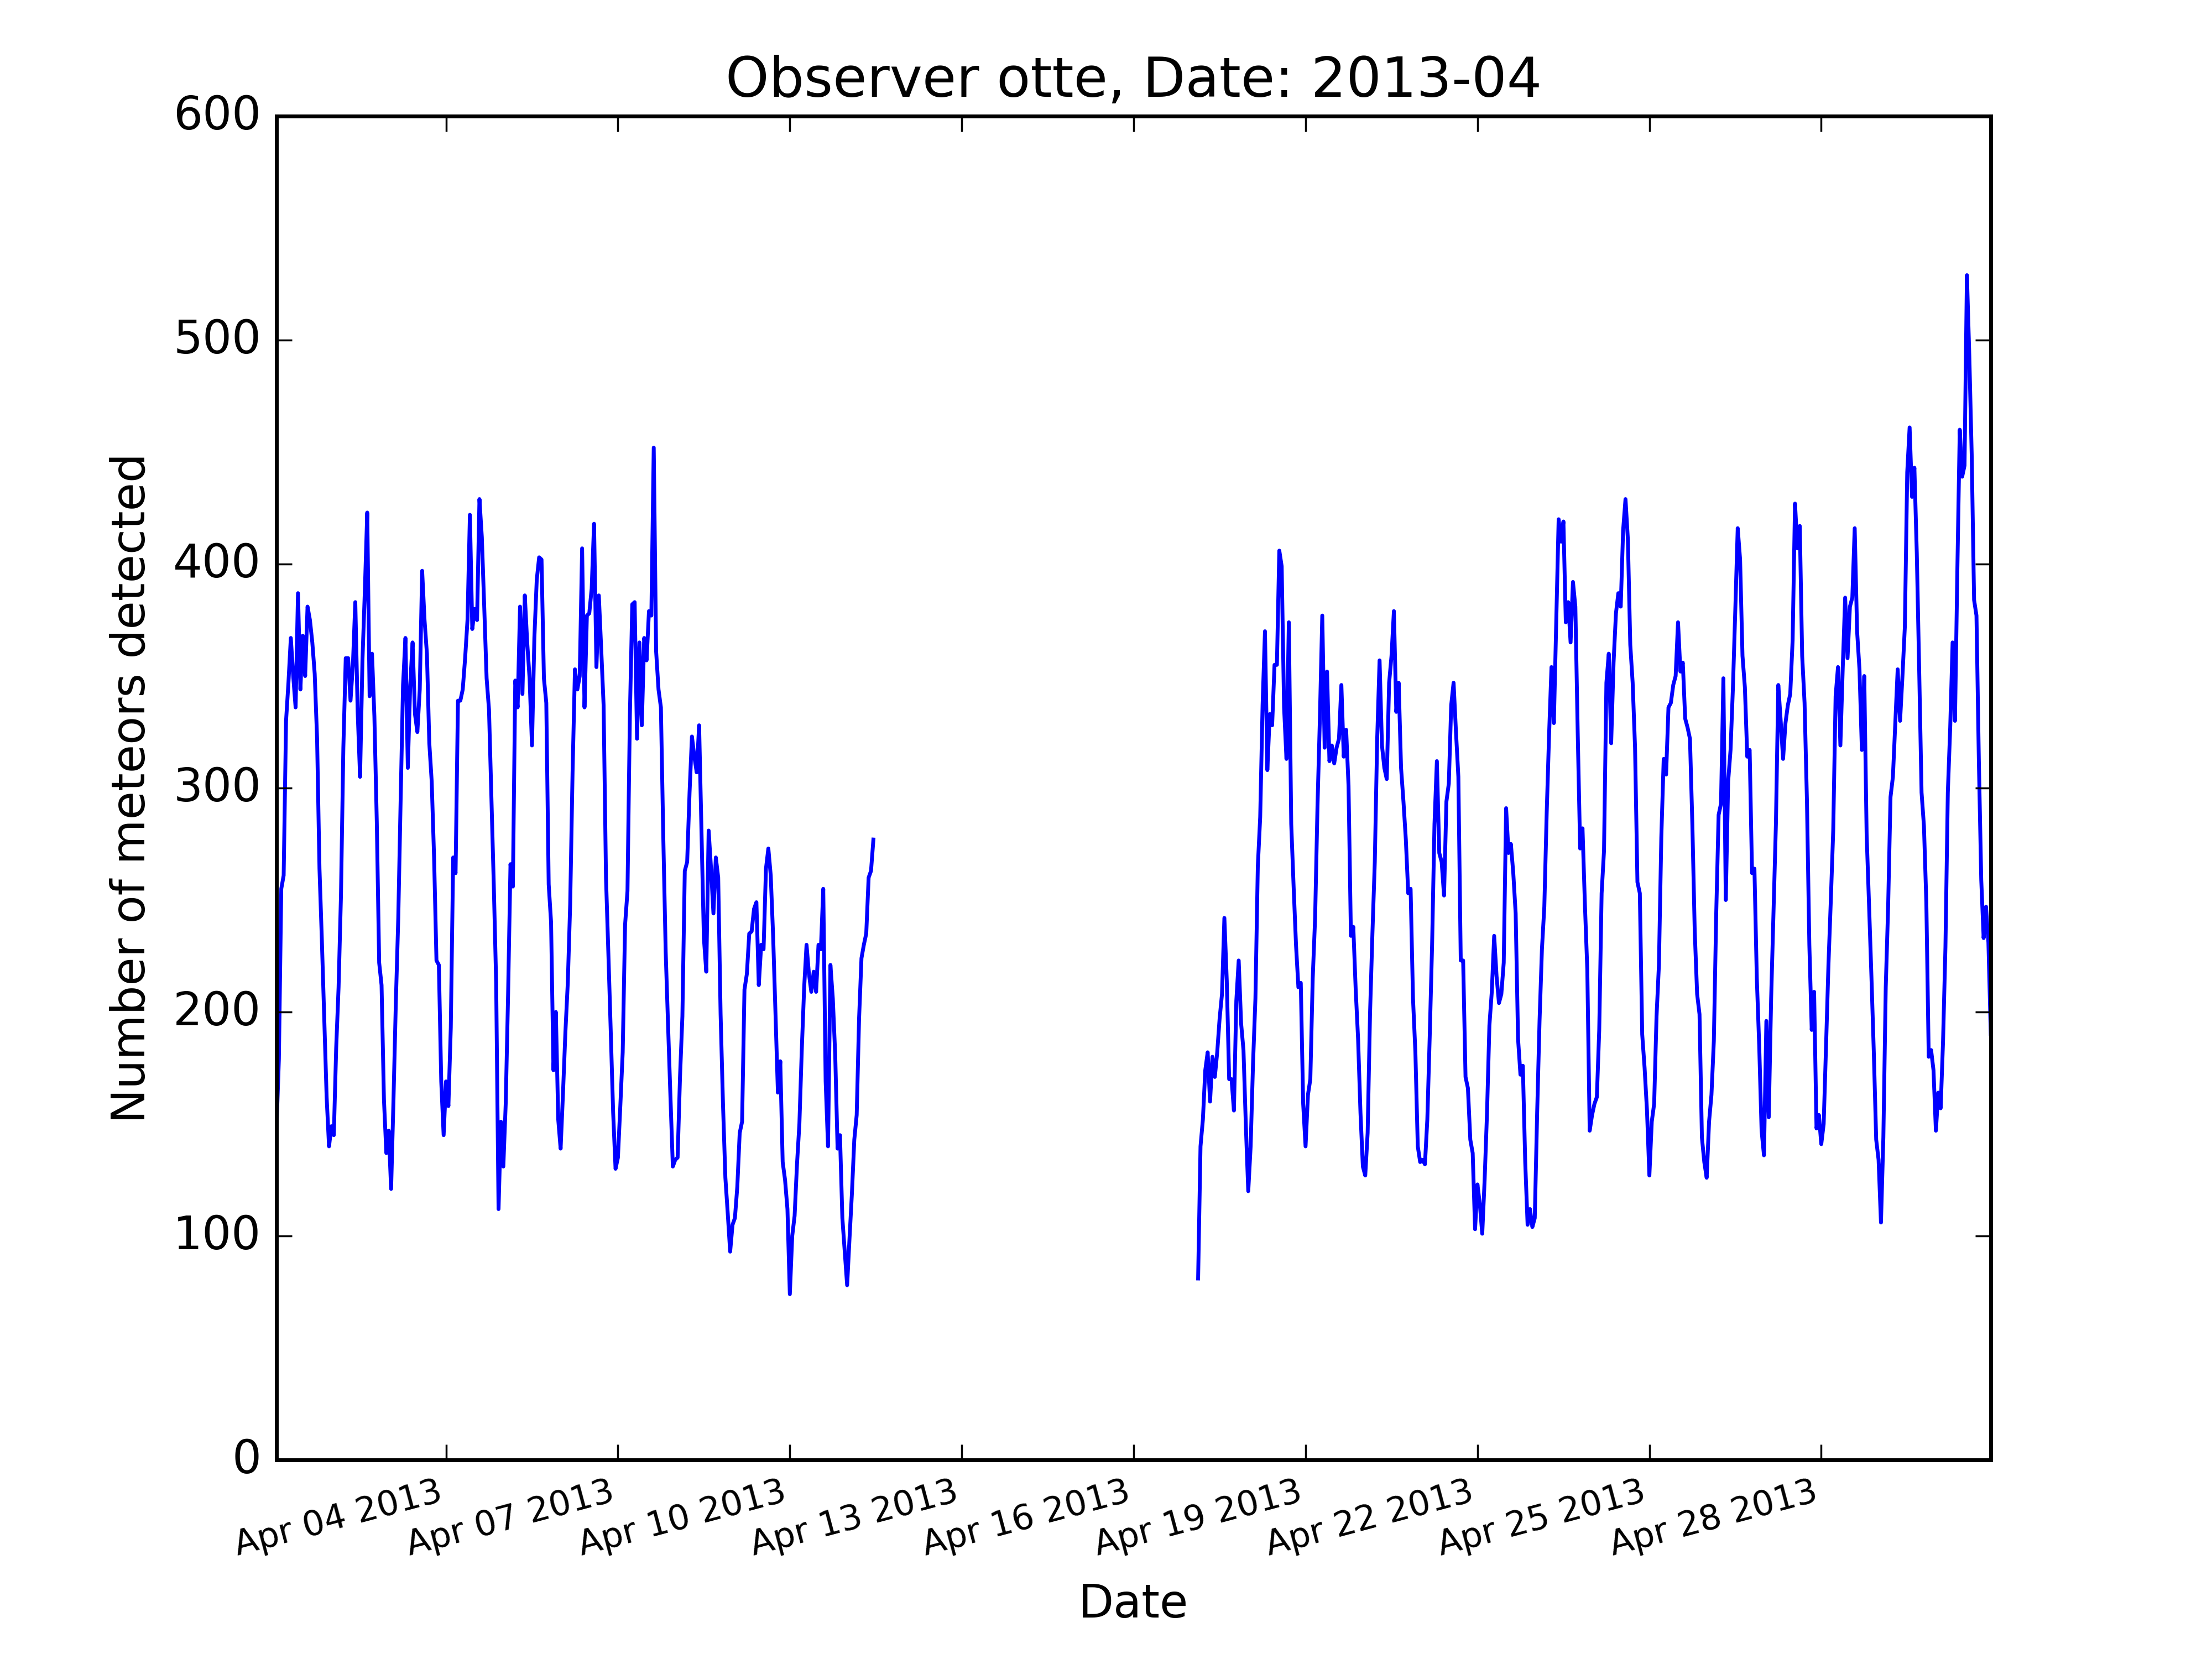 Observer otte, Date: 2013-04
600
500
400
300
200
100
0
Number of meteors detected
Apr 04 2013
Apr 07 2013
Apr 10 2013
Apr 13 2013
Apr 16 2013
Apr 19 2013
Apr 22 2013
Apr 25 2013
Apr 28 2013
Date